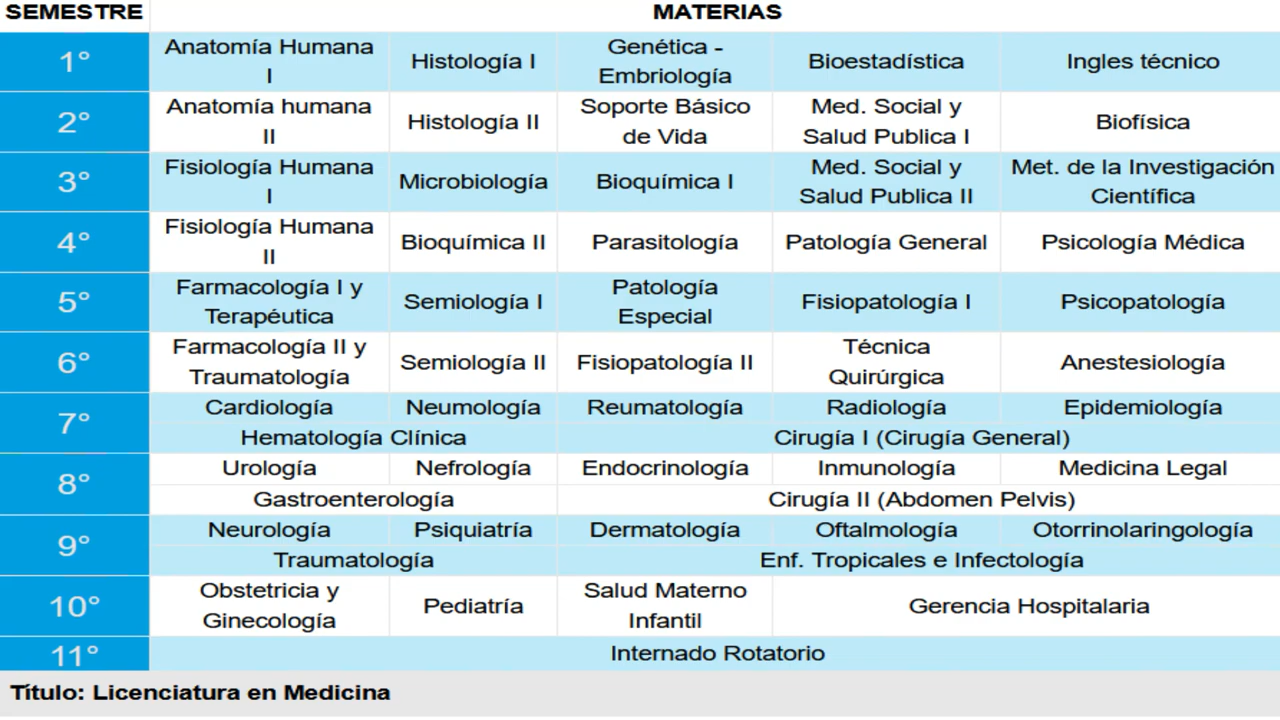 SEMESTRE MATERIAS
1° Anatomía Humana I Histología I Genética - Embriología Bioestadística Ingles técnico
2° Anatomía humana II Histología II Soporte Básico de Vida Med. Social y Salud Publica I Biofísica
3° Fisiología Humana I Microbiología Bioquímica I Med. Social y Salud Publica II Met. de la Investigación Científica
4° Fisiología Humana II Bioquímica II Parasitología Patología General Psicología Médica
5° Farmacología I y Terapéutica Semiología I Patología Especial Fisiopatología I Psicopatología
6° Farmacología II y Traumatología Semiología II Fisiopatología II Técnica Quirúrgica Anestesiología
7° Cardiología Neumología Reumatología Radiología Epidemiología
Hematología Clínica Cirugía I (Cirugía General)
8° Urología Nefrología Endocrinología Inmunología Medicina Legal
Gastroenterología Cirugía II (Abdomen Pelvis)
9° Neurología Psiquiatría Dermatología Oftalmología Otorrinolaringología
Traumatología Enf. Tropicales e Infectología
10° Obstetricia y Ginecología Pediatría Salud Materno Infantil Gerencia Hospitalaria
11° Internado Rotatorio
Título: Licenciatura en Medicina